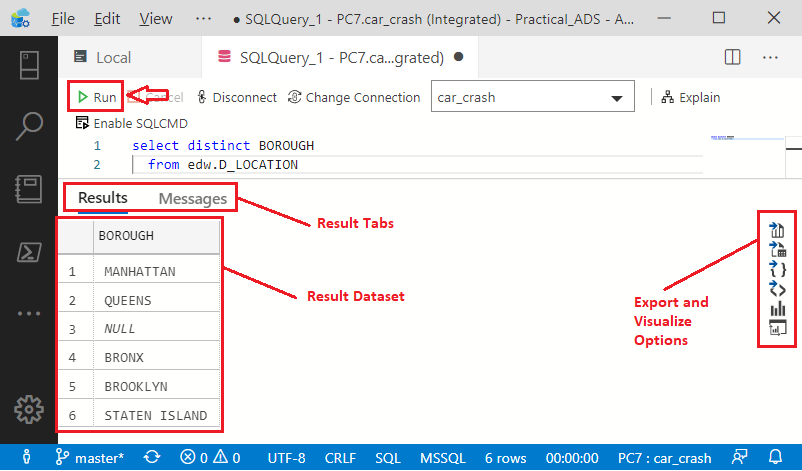 File Edit View ··· ● SQLQuery_1 - PC7.car_crash (Integrated) - Practical_ADS - A...
Local SQLQuery_1 - PC7.ca...grated) ●
Run Cancel Disconnect Change Connection car_crash Explain
Enable SQLCMD
1 select distinct BOROUGH
2 from edw.D_LOCATION
Results Messages
Result Tabs
BOROUGH
1 MANHATTAN
2 QUEENS
3 NULL
4 BRONX
5 BROOKLYN
6 STATEN ISLAND
Result Dataset
Export and
Visualize
Options
master* 0 0 UTF-8 CRLF SQL MSSQL 6 rows 00:00:00 PC7 : car_crash